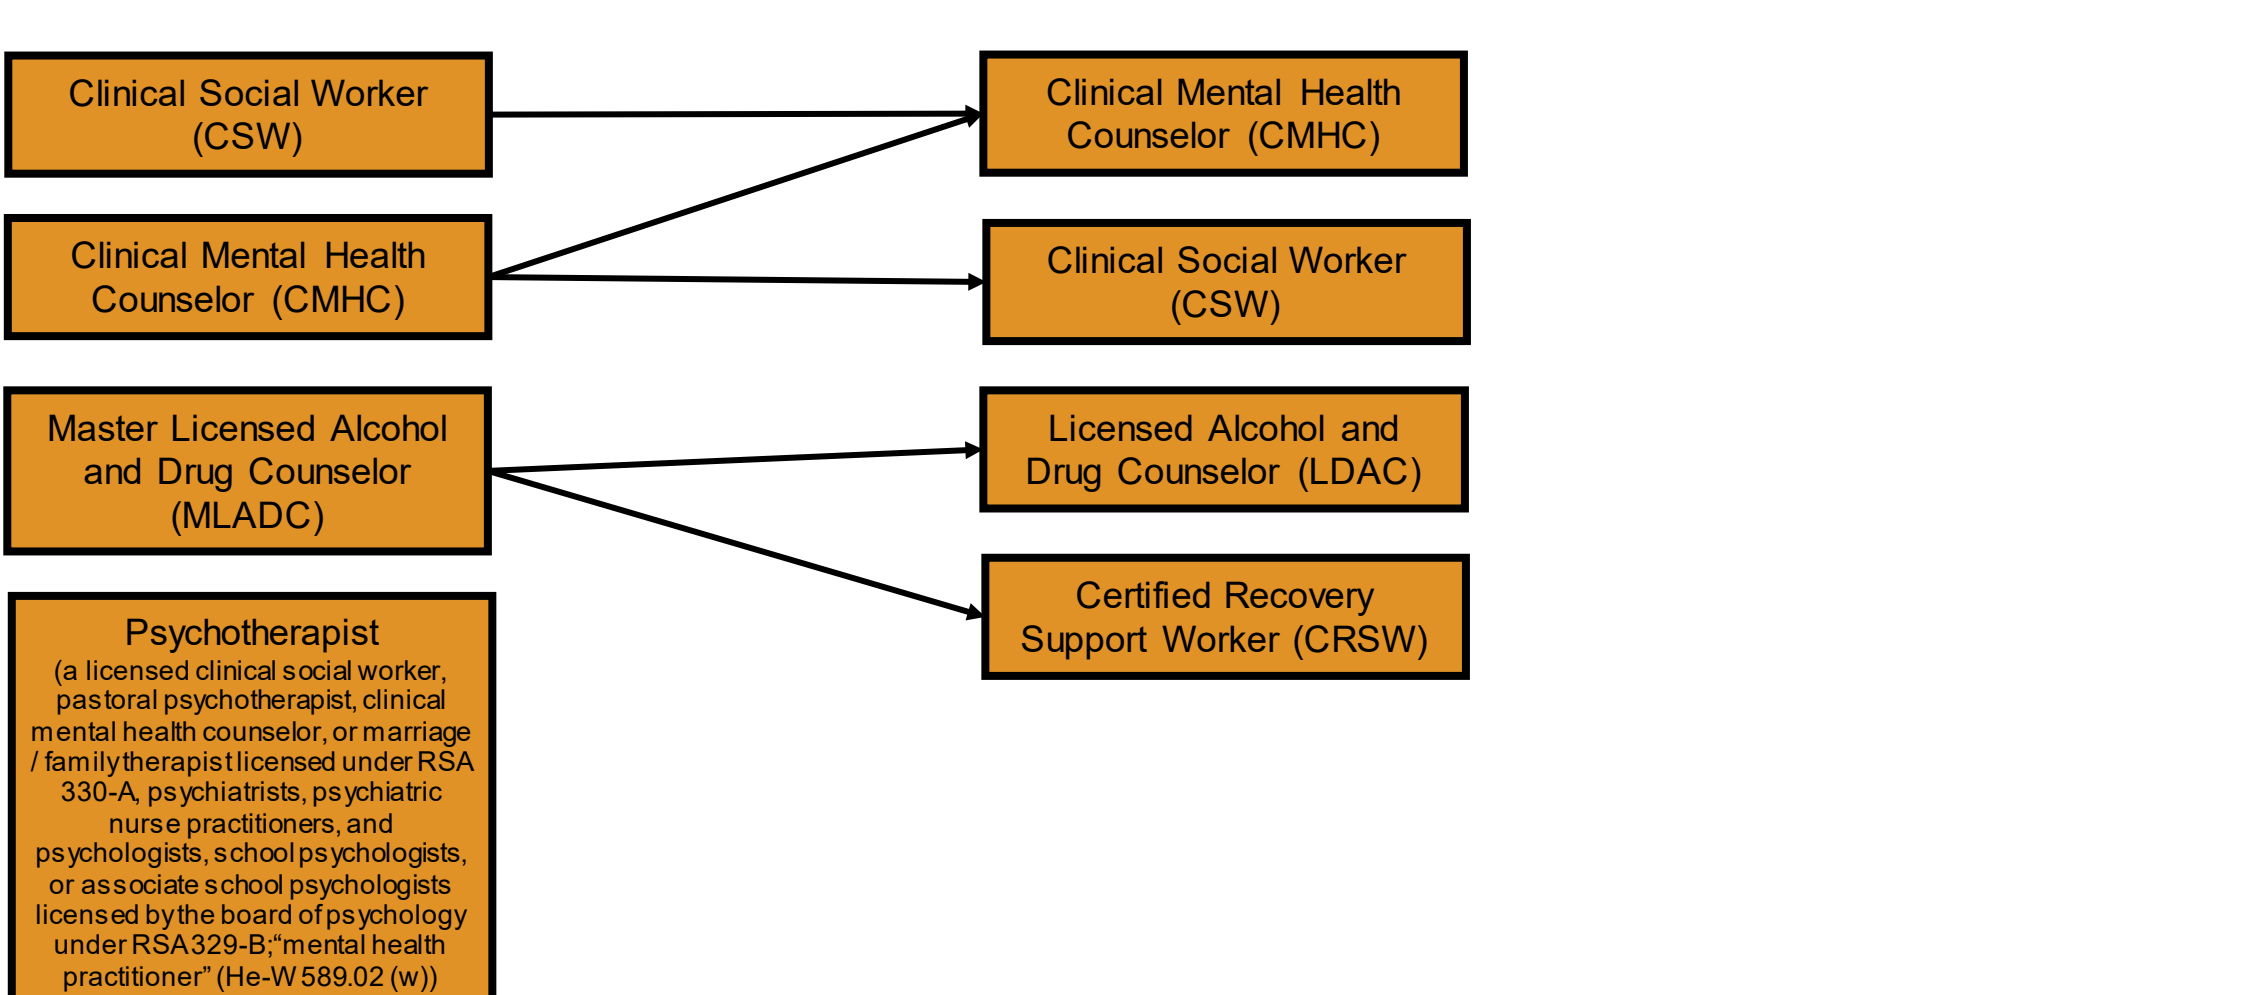 Clinical Social Worker
(CSW)
Clinical Mental Health
Counselor (CMHC)
Clinical Mental Health
Counselor (CMHC)
Clinical Social Worker
(CSW)
Master Licensed Alcohol
and Drug Counselor
(MLADC)
Licensed Alcohol and
Drug Counselor (LDAC)
Certified Recovery
Support Worker (CRSW)
Psychotherapist
(a licensed clinical social worker,
pastoral psychotherapist, clinical
mental health counselor, or marriage
/ family therapist licensed under RSA
330-A, psychiatrists, psychiatric
nurse practitioners, and
psychologists, school psychologists,
or associate school psychologists
licensed by the board of psychology
under RSA 329-B;“mental health
practitioner” (He-W 589.02 (w))